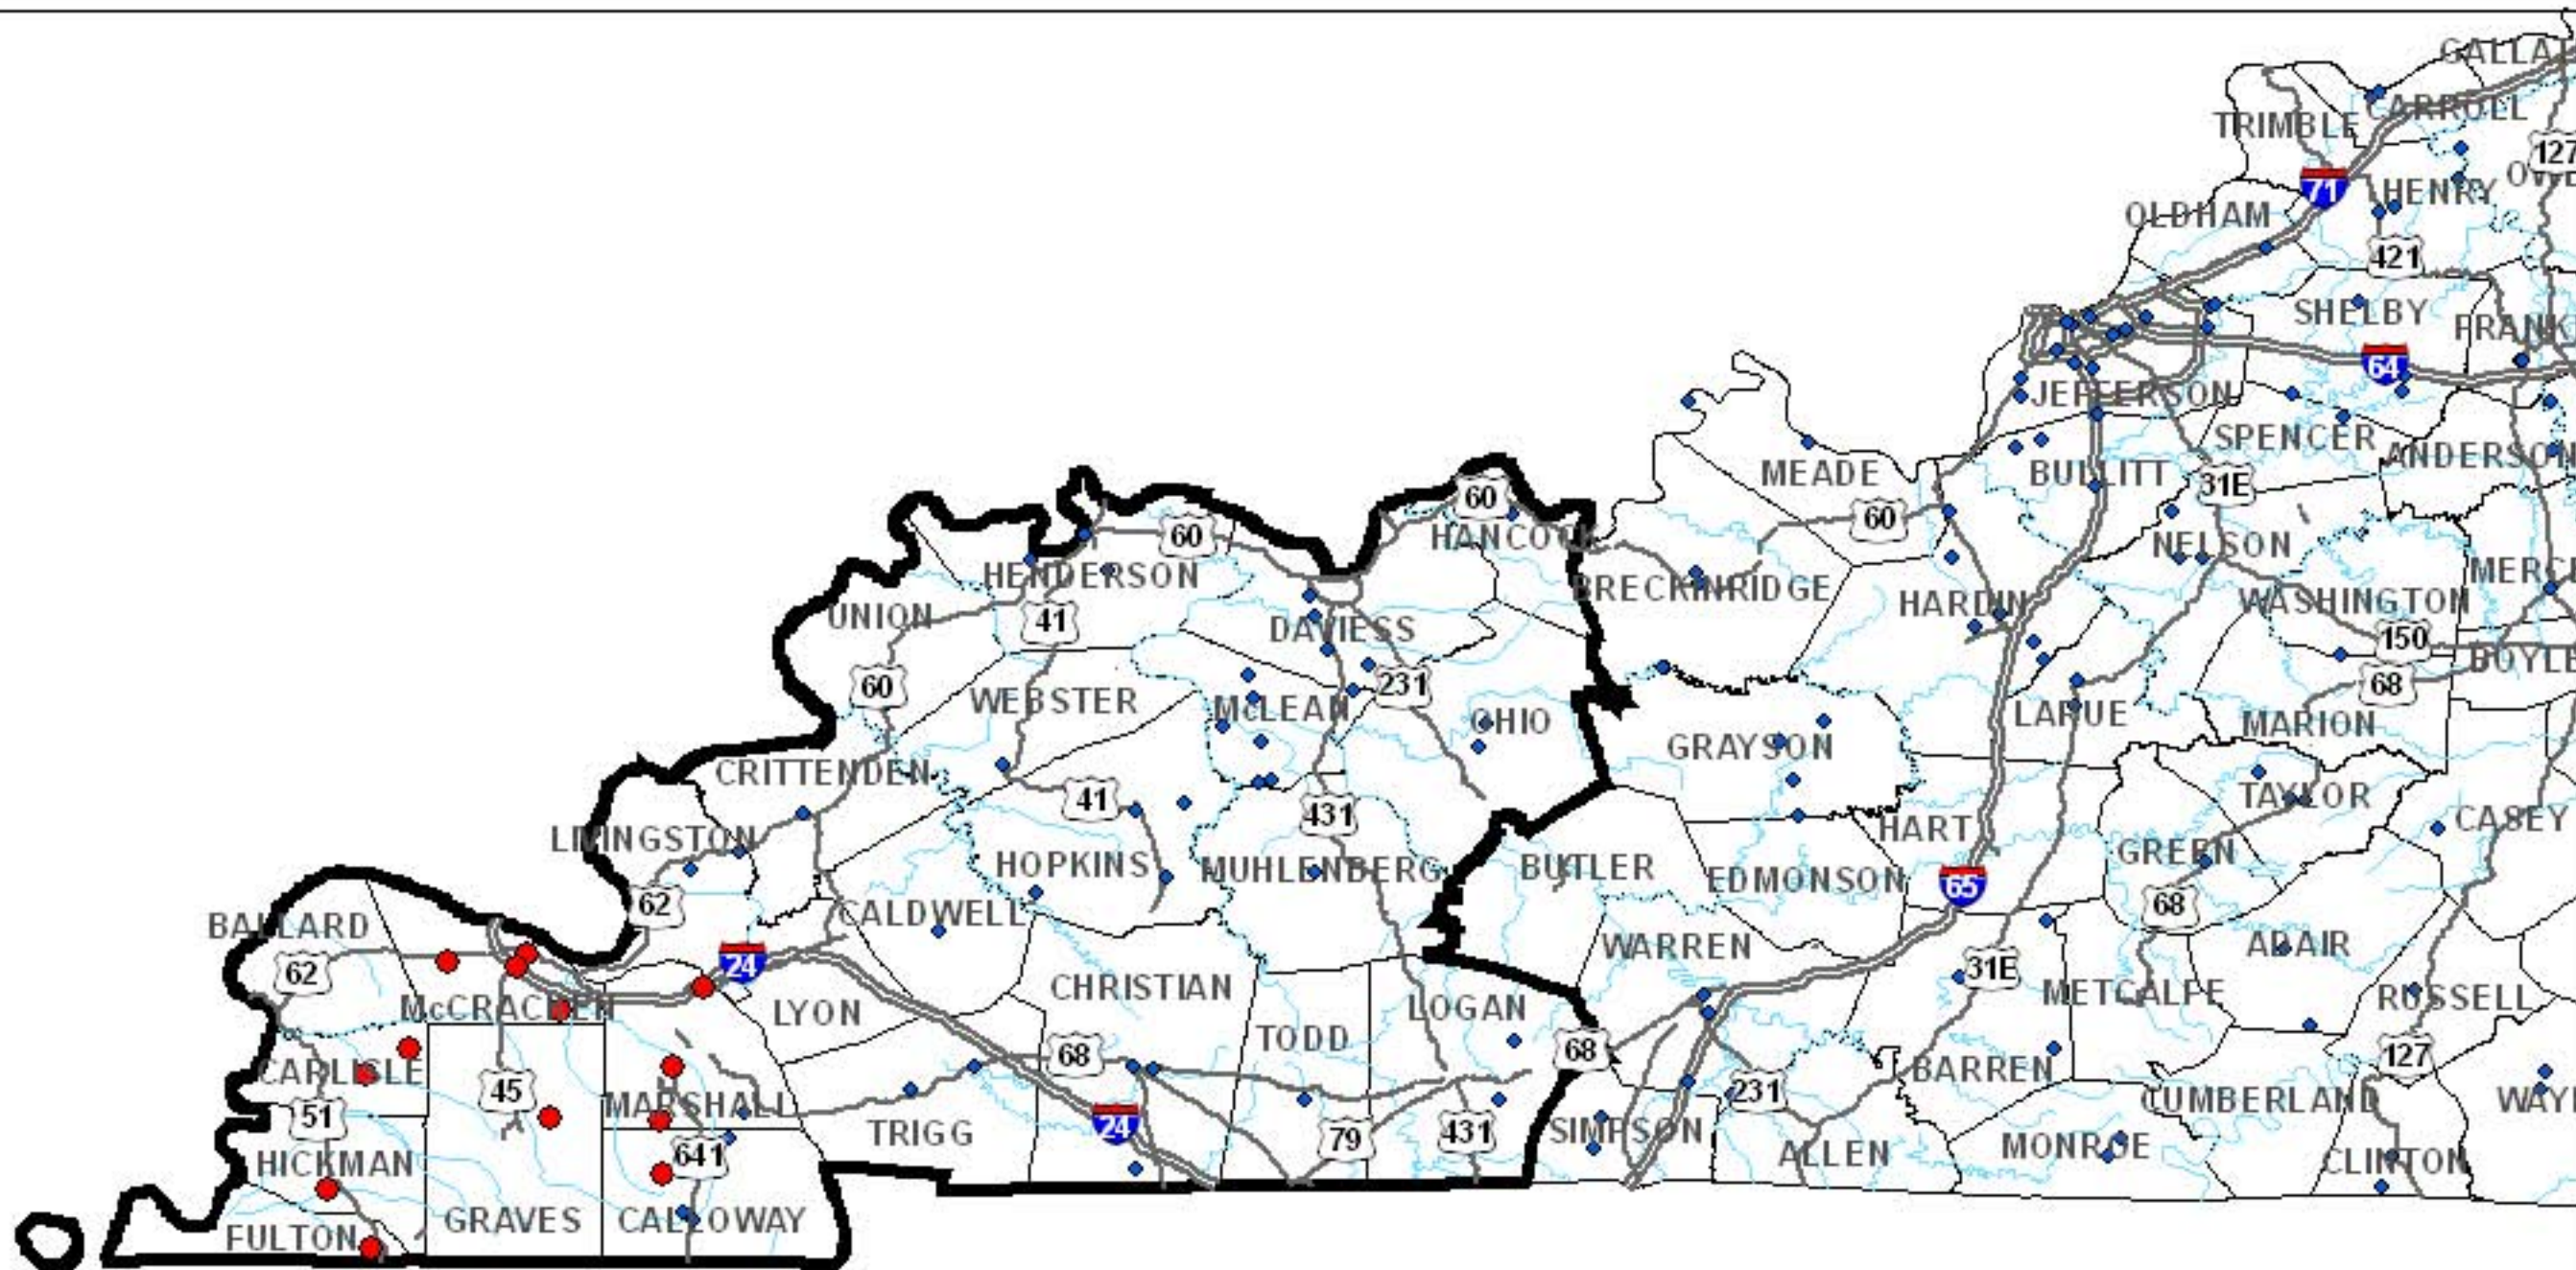 GALLAT
CARROLL
TRIMBLE
127
71
HENRY
OLDHAM
421
SHELBY
FRANK
64
JEFFERSON
SPENCER
ANDERSON
MEADE
BULLITT
31E
60
HANCOCK
60
60
NELSON
HENDERSON
BRECKINRIDGE
MERCE
HARDIN
WASHINGTON
UNION
41
DAVIESS
150
BOYLE
60
231
68
WEBSTER
McLEAN
OHIO
LARUE
MARION
GRAYSON
CRITTENDEN
41
431
TAYLOR
CASEY
LIVINGSTON
HART
GREEN
HOPKINS
MUHLENBERG
BUTLER
EDMONSON
65
62
68
BALLARD
CALDWELL
WARREN
ADAIR
62
24
31E
CHRISTIAN
METCALFE
RUSSELL
McCRACKEN
LYON
LOGAN
TODD
68
68
127
CARLISLE
BARREN
45
231
MARSHALL
CUMBERLAND
WAY
51
24
TRIGG
79
431
SIMPSON
641
ALLEN
MONROE
HICKMAN
CLINTON
GRAVES
CALLOWAY
FULTON